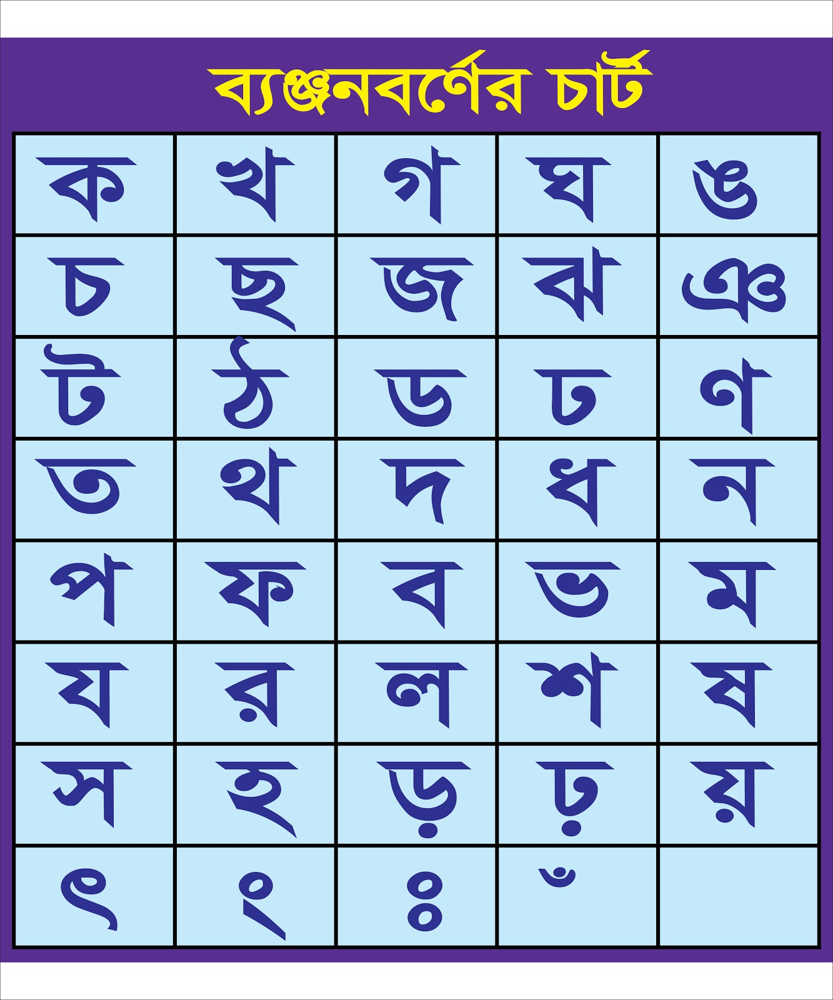 ব্যঞ্জনবর্ণের চার্ট
ক খ গ ঘ ঙ
চ ছ জ ঝ ঞ
ট ঠ ড ঢ ণ
ত থ দ ধ ন
প ফ ব ভ ম
য র ল শ ষ
স হ ড় ঢ় য়
ৎ ং ঃ ঁ